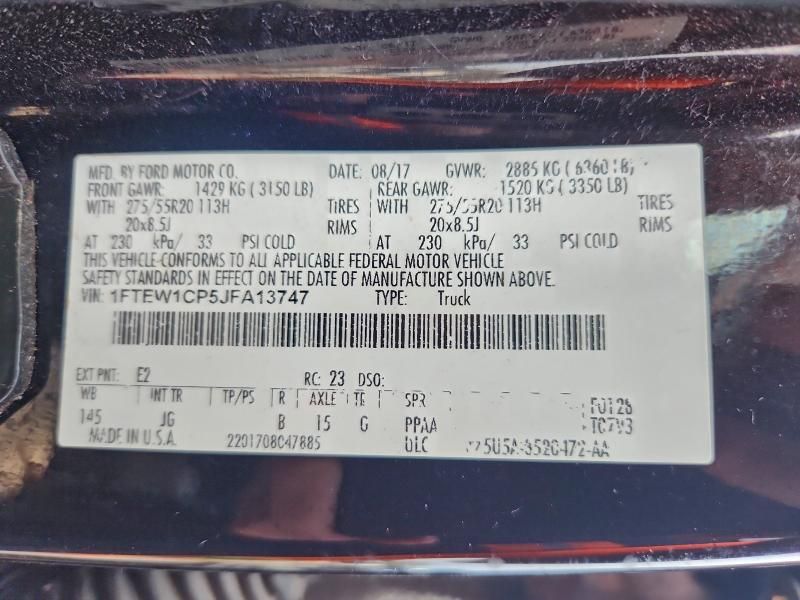 MFD. BY FORD MOTOR CO. DATE: 08/17 GVWR: 2885 KG ( 6360 LB)
FRONT GAWR: 1429 KG ( 3150 LB) REAR GAWR: 1520 KG ( 3350 LB)
WITH 275/55R20 113H TIRES WITH 275/55R20 113H TIRES
20x8.5J RIMS 20x8.5J RIMS
AT 230 kPa/ 33 PSI COLD AT 230 kPa/ 33 PSI COLD
THIS VEHICLE CONFORMS TO ALL APPLICABLE FEDERAL MOTOR VEHICLE
SAFETY STANDARDS IN EFFECT ON THE DATE OF MANUFACTURE SHOWN ABOVE.
VIN: 1FTEW1CP5JFA13747 TYPE: Truck
EXT PNT: E2 RC: 23 DSO:
WB INT TR TP/PS R AXLE TR SPR F0126
145 JG B 15 G PPAA TC7V3
MADE IN U.S.A. 2201708047885 DLC